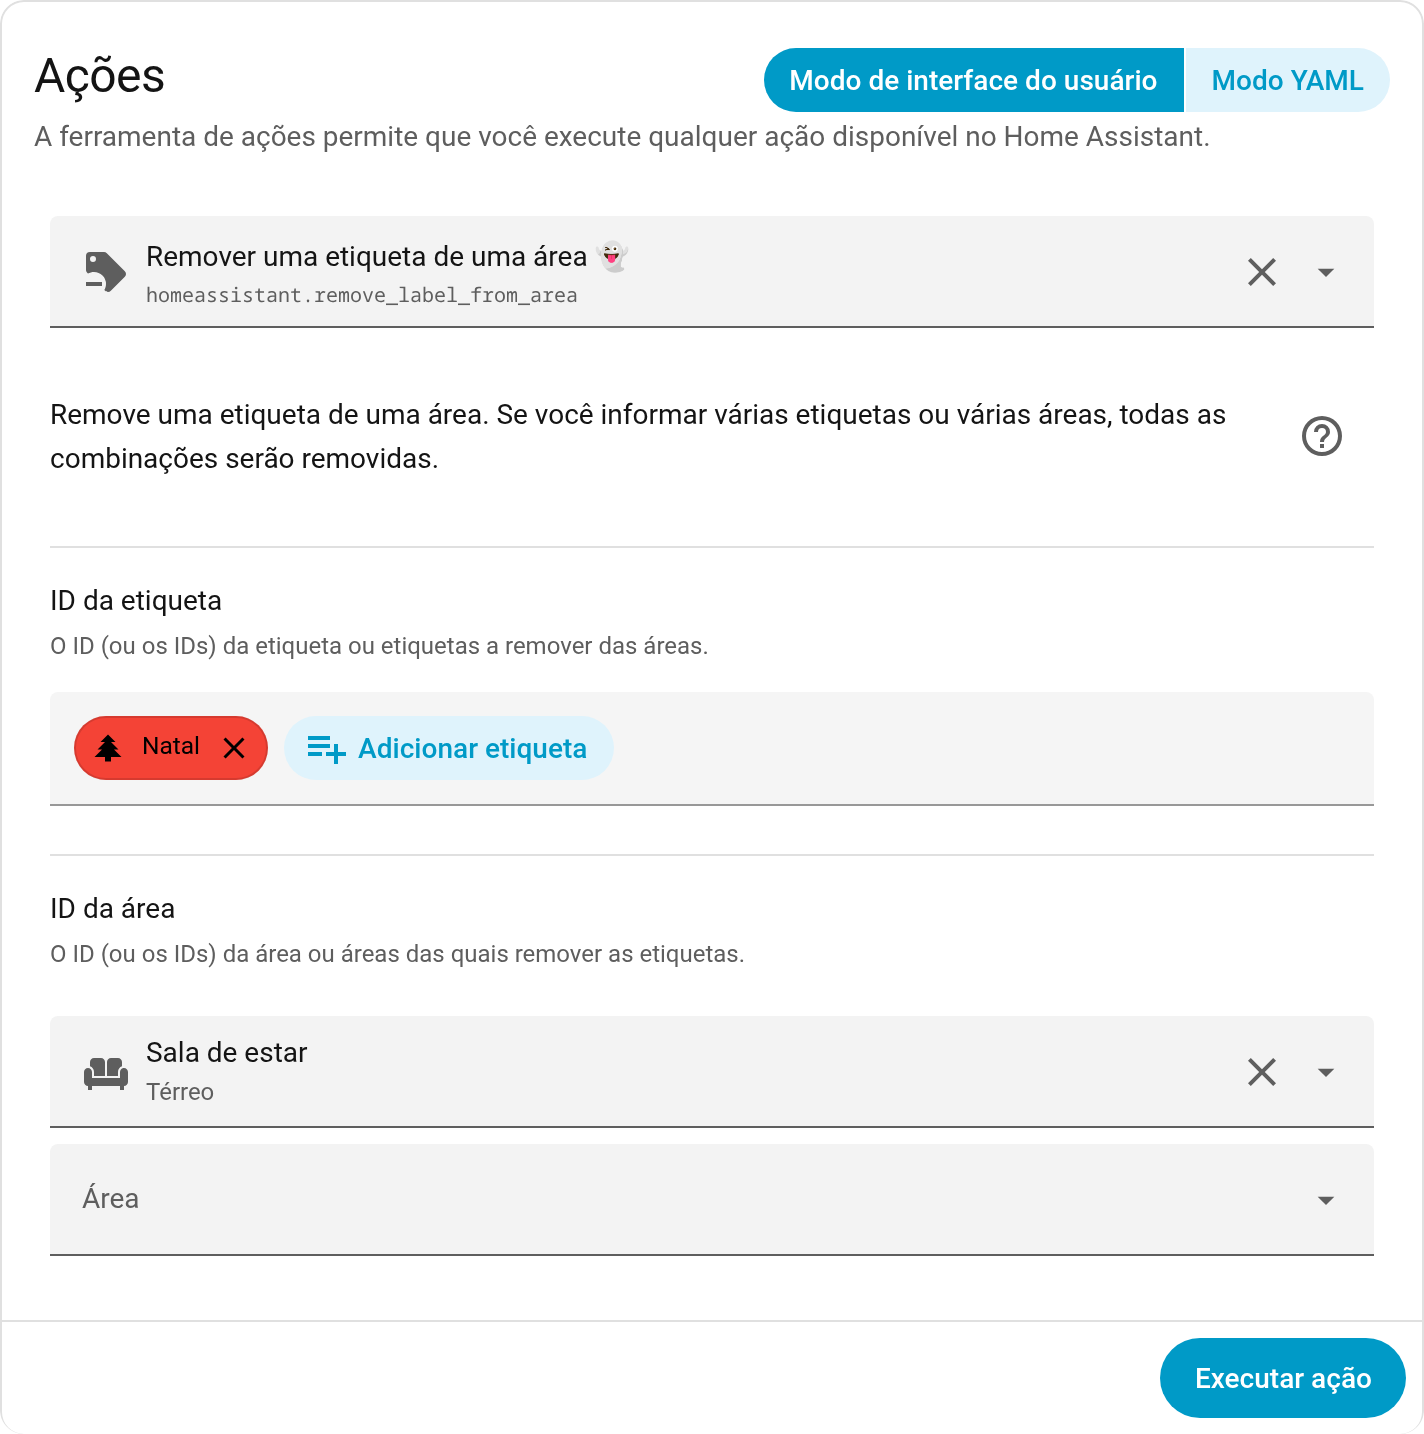 Ações
Modo de interface do usuário
Modo YAML
A ferramenta de ações permite que você execute qualquer ação disponível no Home Assistant.
Remover uma etiqueta de uma área 👻
homeassistant.remove_label_from_area
Remove uma etiqueta de uma área. Se você informar várias etiquetas ou várias áreas, todas as
combinações serão removidas.
ID da etiqueta
O ID (ou os IDs) da etiqueta ou etiquetas a remover das áreas.
Natal
Adicionar etiqueta
ID da área
O ID (ou os IDs) da área ou áreas das quais remover as etiquetas.
Sala de estar
Térreo
Área
Executar ação